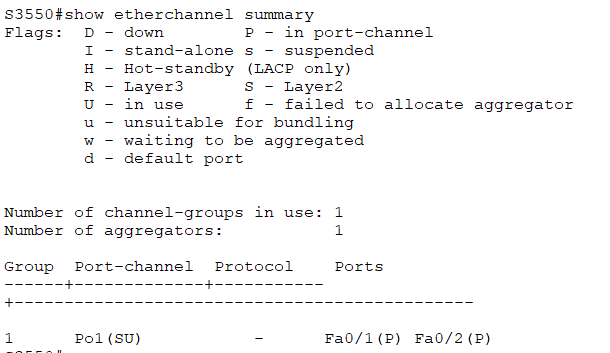 S3550#show etherchannel summary
Flags:  D - down        P - in port-channel
        I - stand-alone s - suspended
        H - Hot-standby (LACP only)
        R - Layer3      S - Layer2
        U - in use      f - failed to allocate aggregator
        u - unsuitable for bundling
        w - waiting to be aggregated
        d - default port
Number of channel-groups in use: 1
Number of aggregators:           1
Group  Port-channel  Protocol    Ports
------+-------------+-----------
+----------------------------------------------
1      Po1(SU)           -      Fa0/1(P) Fa0/2(P)